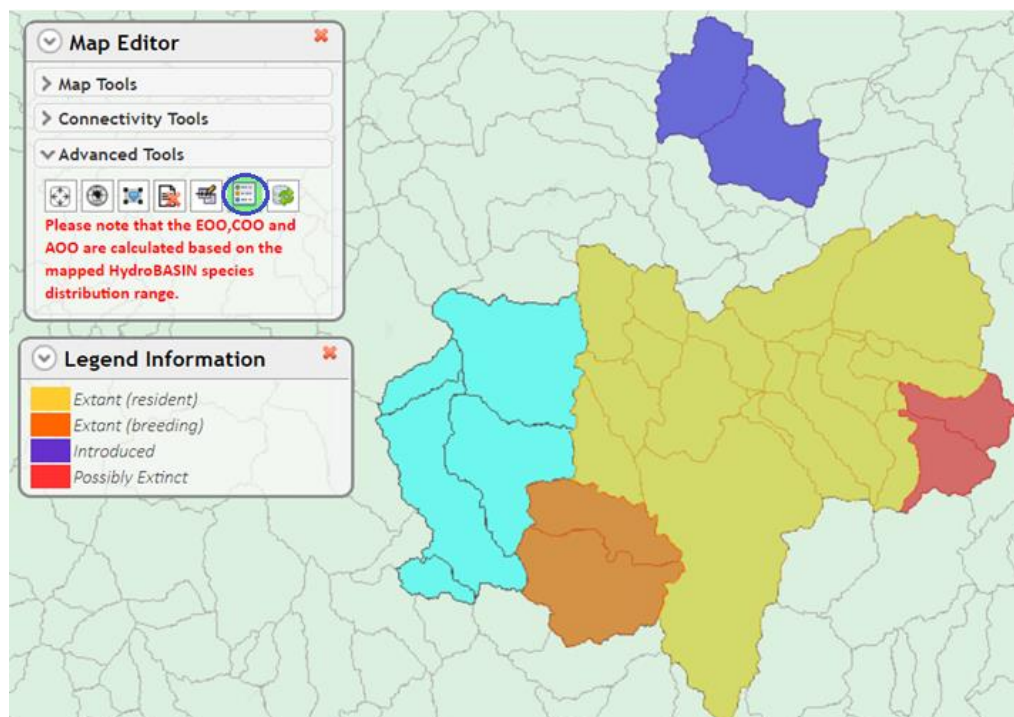 Map Editor
Map Tools
Connectivity Tools
Advanced Tools
Please note that the EOO,COO and
AOO are calculated based on the
mapped HydroBASIN species
distribution range.
Legend Information
Extant (resident)
Extant (breeding)
Introduced
Possibly Extinct